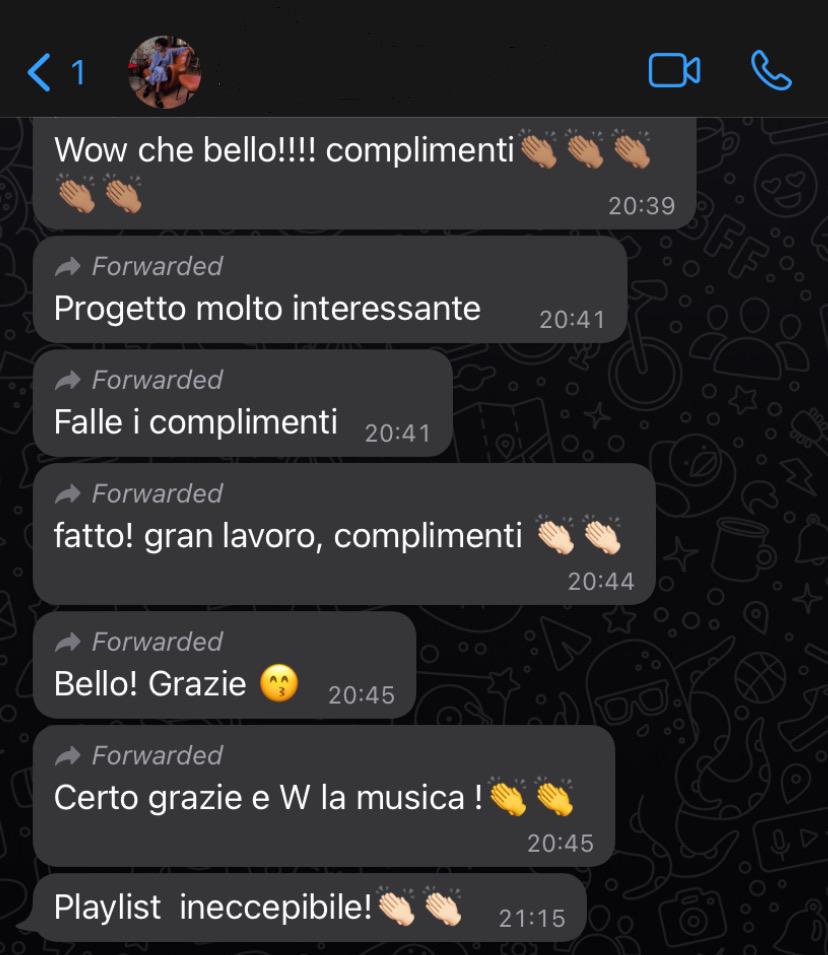 1
Wow che bello!!!! complimenti👏🏽👏🏽👏🏽
👏🏽👏🏽
20:39
Forwarded
Progetto molto interessante 20:41
Forwarded
Falle i complimenti 20:41
Forwarded
fatto! gran lavoro, complimenti 👏🏻👏🏻
20:44
Forwarded
Bello! Grazie 😙 20:45
Forwarded
Certo grazie e W la musica !👏👏
20:45
Playlist  ineccepibile!👏🏻👏🏻 21:15
BFF